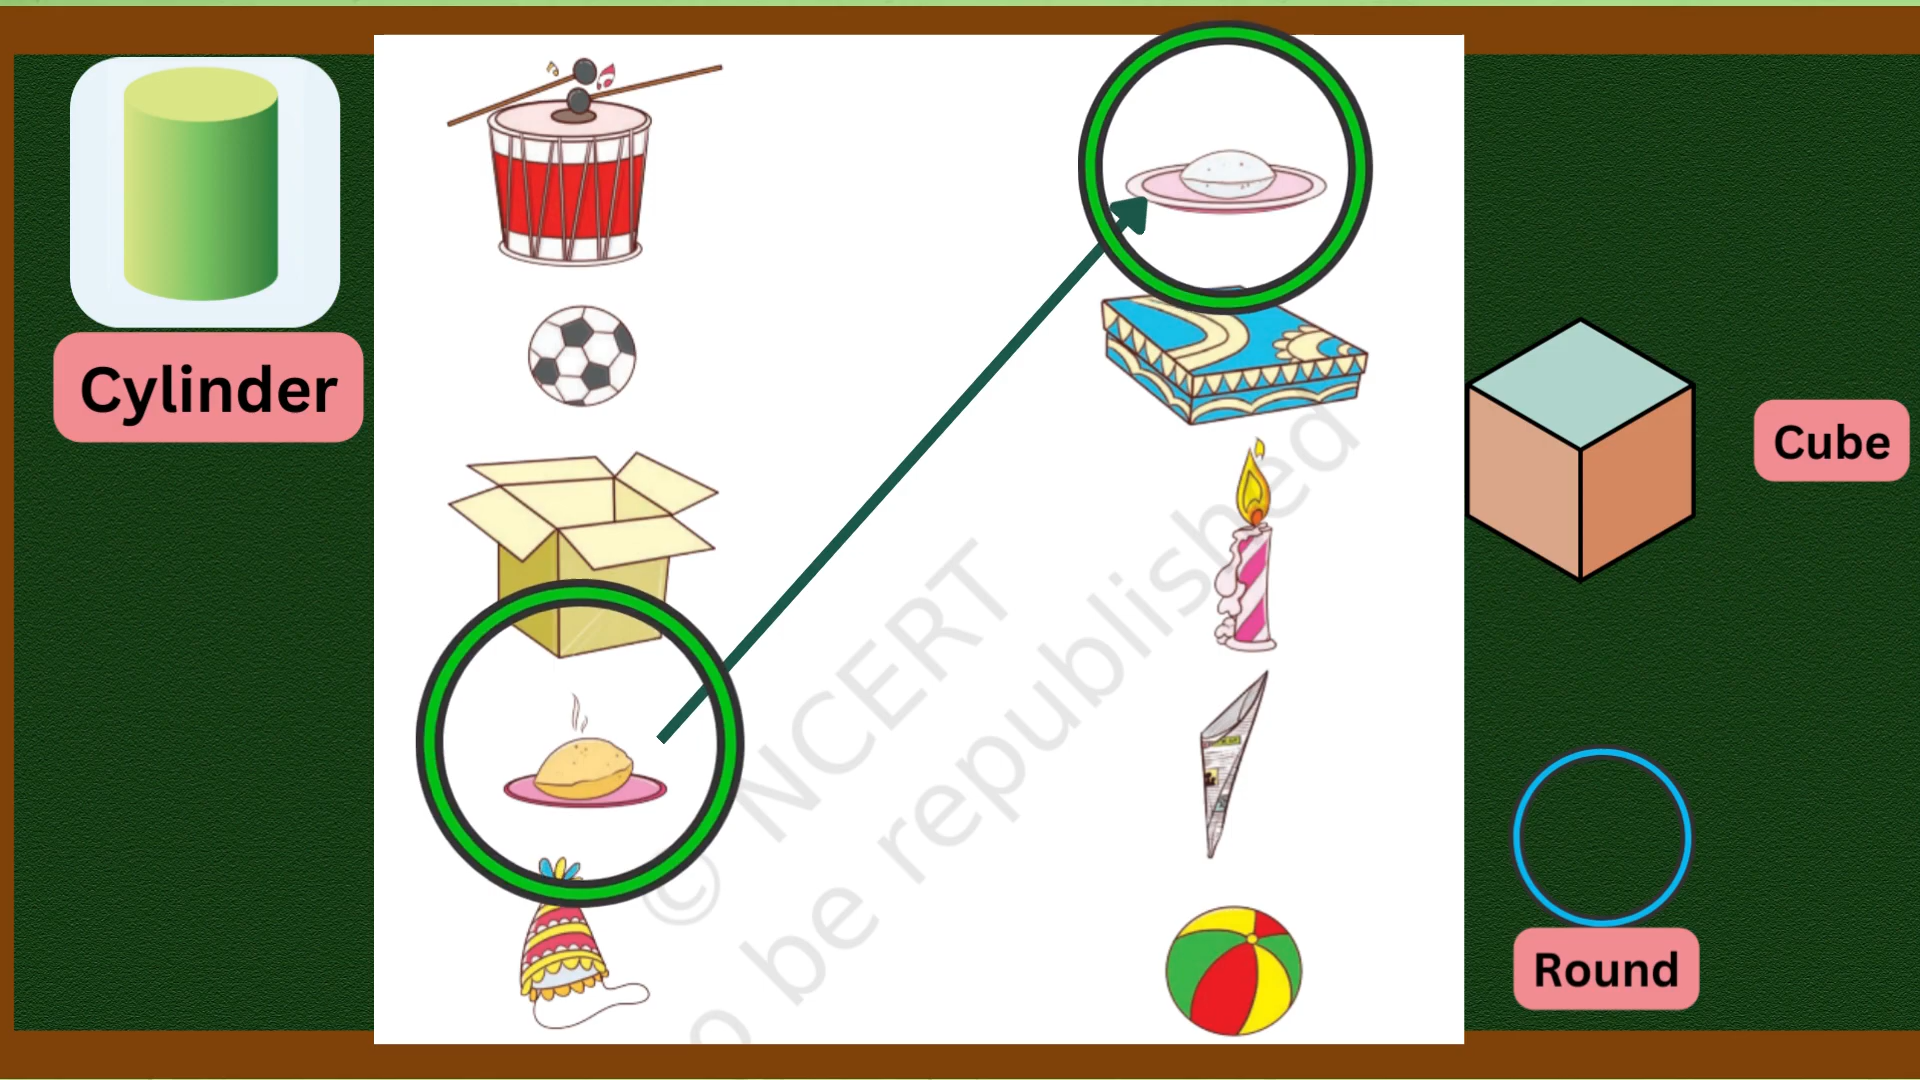 Cylinder
Cube
Round
© NCERT
o be republished